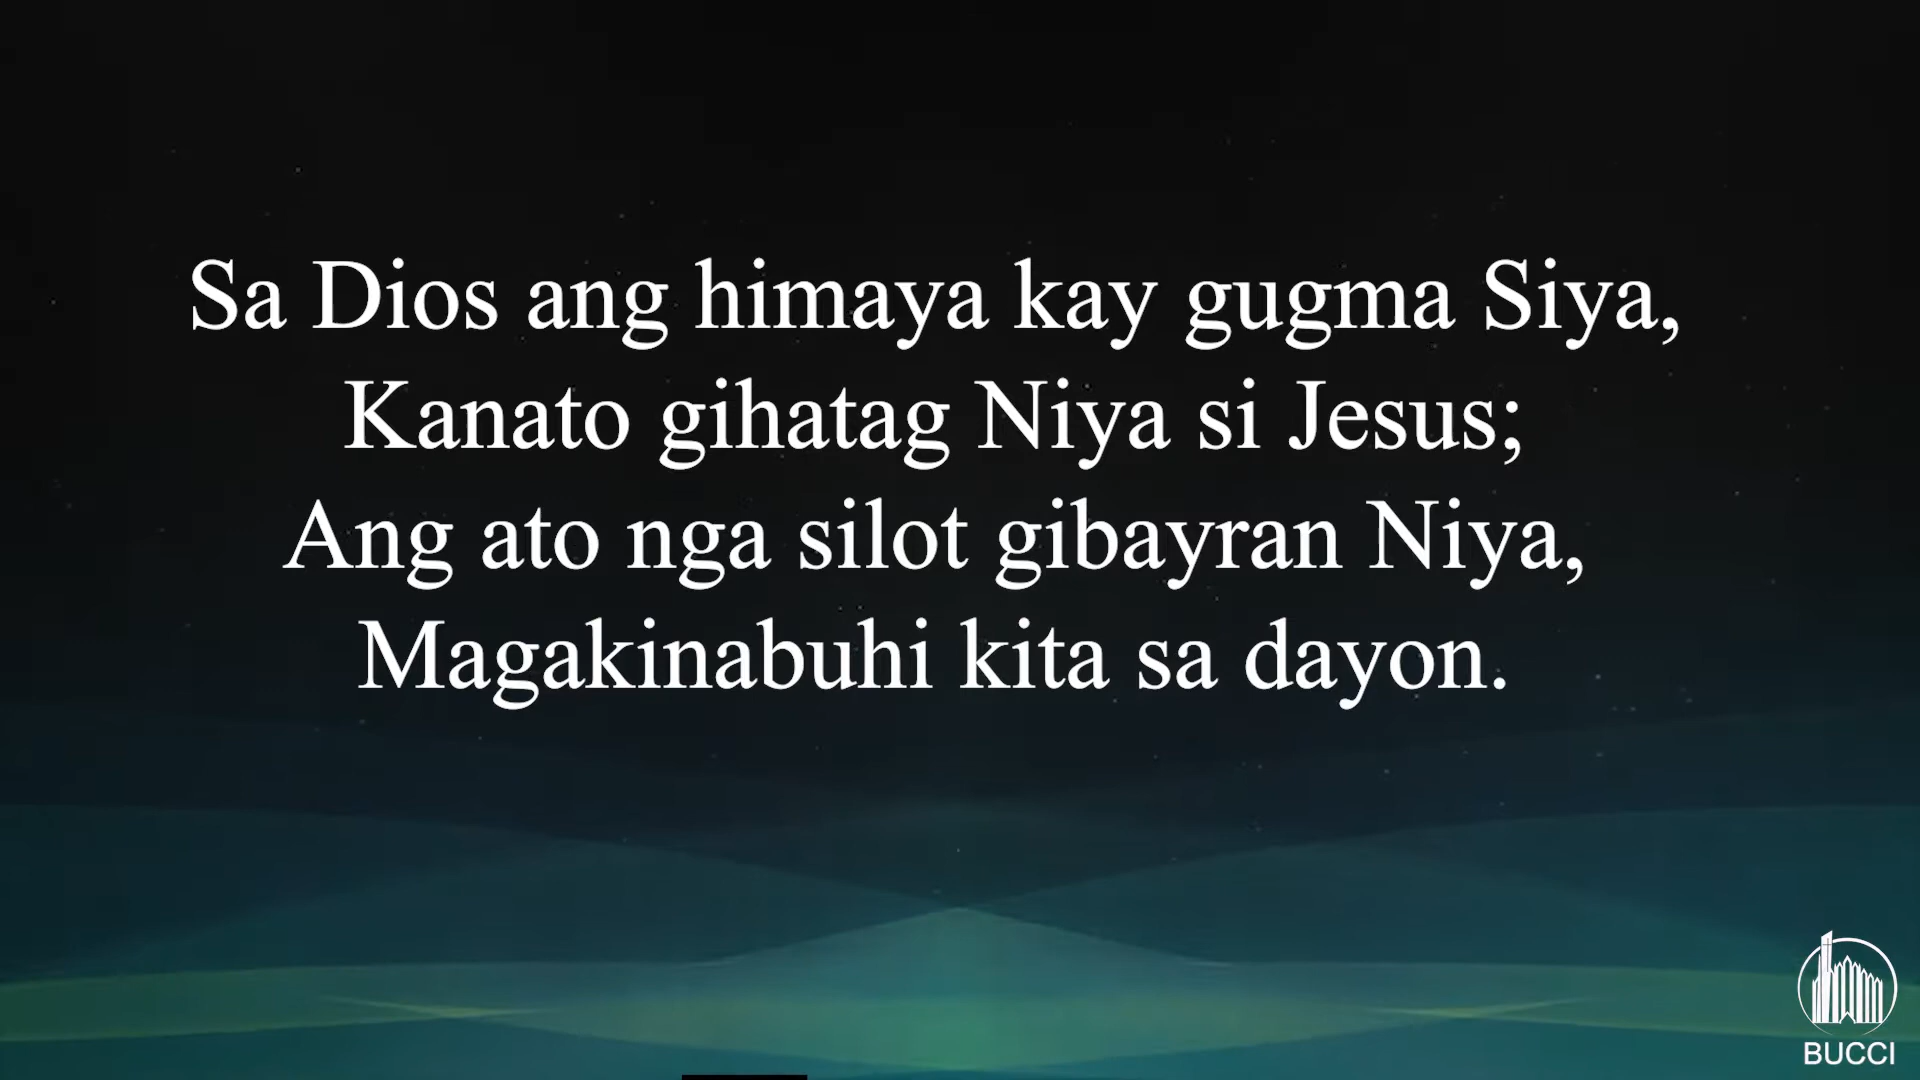 Sa Dios ang himaya kay gugma Siya,
Kanato gihatag Niya si Jesus;
Ang ato nga silot gibayran Niya,
Magakinabuhi kita sa dayon.
BUCCI